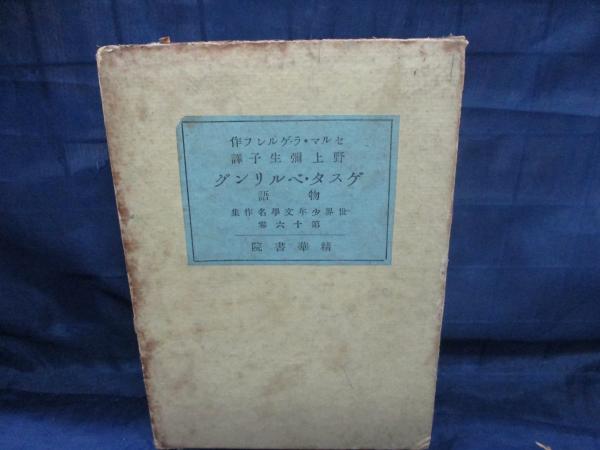 セルマ・ラーゲルレフ作
野上彌生子譯
ゲスタ・ベルリング
物語
世界少年文學名作集
第十六卷
精華書院